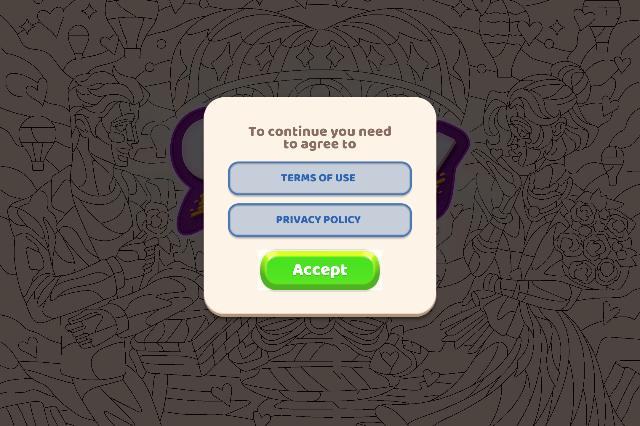 To continue you need
to agree to
TERMS OF USE
PRIVACY POLICY
Accept